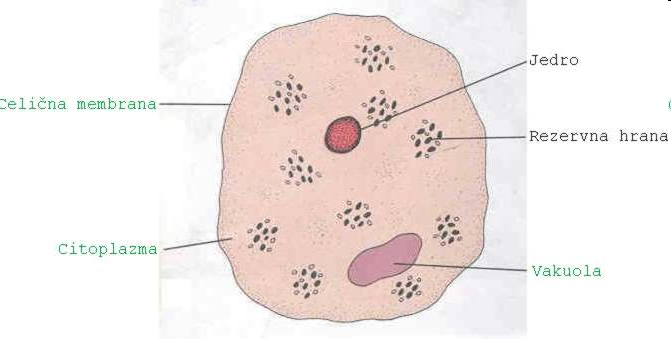 Jedro
Celična membrana
Rezervna hrana
Citoplazma
Vakuola